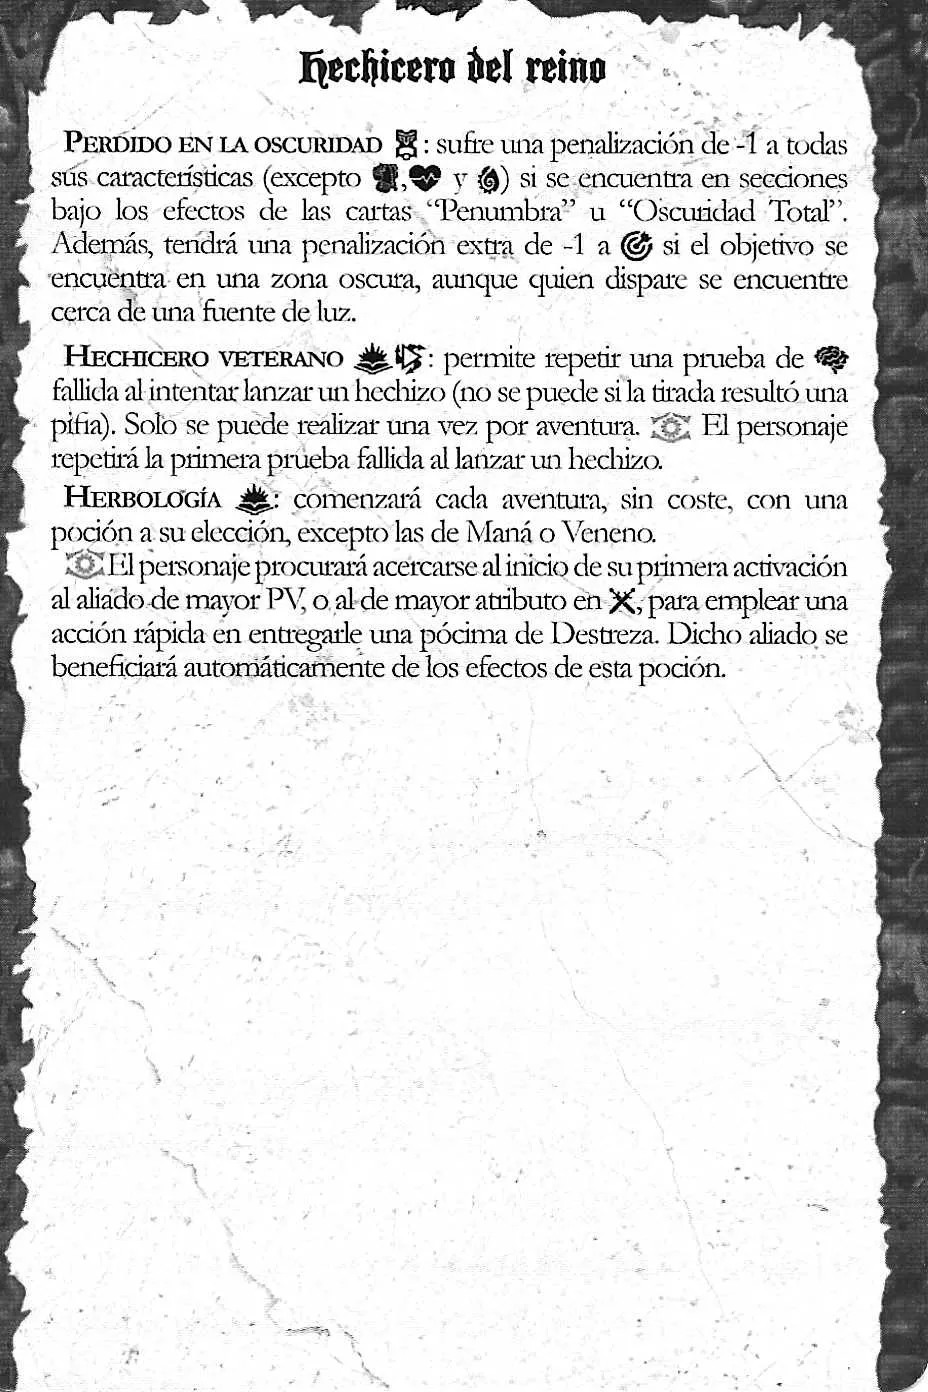 Hechicero del reino
PERDIDO EN LA OSCURIDAD : sufre una penalización de -1 a todas
sus características (excepto , y ) si se encuentra en secciones
bajo los efectos de las cartas “Penumbra” u “Oscuridad Total”.
Además, tendrá una penalización extra de -1 a si el objetivo se
encuentra en una zona oscura, aunque quien dispare se encuentre
cerca de una fuente de luz.
HECHICERO VETERANO : permite repetir una prueba de
fallida al intentar lanzar un hechizo (no se puede si la tirada resultó una
pifia). Solo se puede realizar una vez por aventura. El personaje
repetirá la primera prueba fallida al lanzar un hechizo.
HERBOLOGÍA : comenzará cada aventura, sin coste, con una
poción a su elección, excepto las de Maná o Veneno.
El personaje procurará acercarse al inicio de su primera activación
al aliado de mayor PV, o al de mayor atributo en , para emplear una
acción rápida en entregarle una pócima de Destreza. Dicho aliado se
beneficiará automáticamente de los efectos de esta poción.